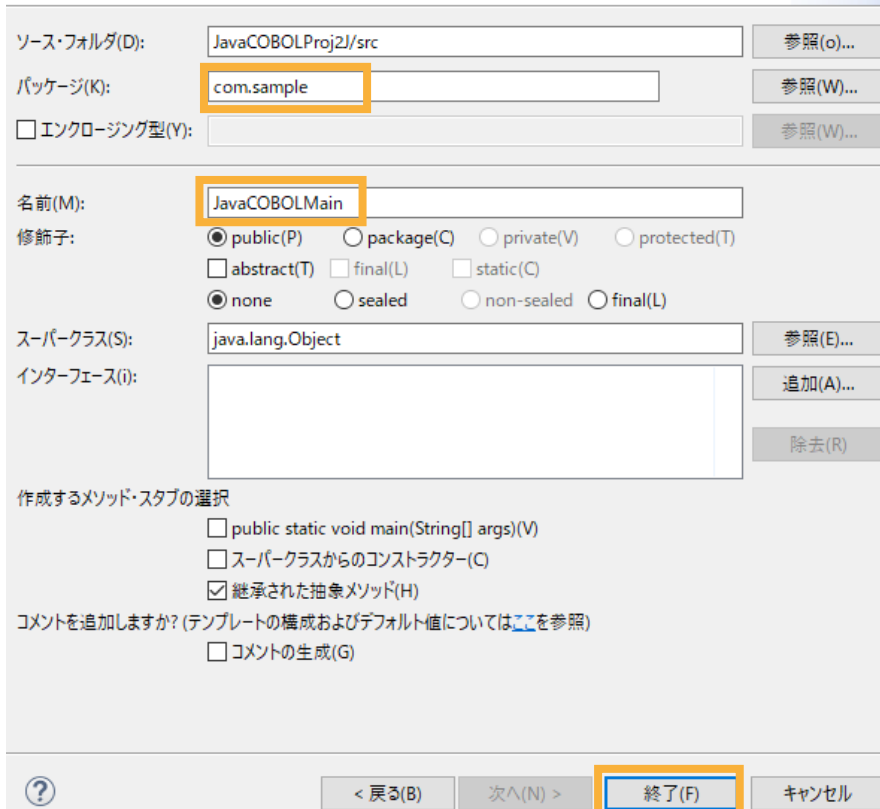 ソース・フォルダ(D): JavaCOBOLProj2J/src 参照(o)...
パッケージ(K): com.sample 参照(W)...
エンクロージング型(Y): 参照(W)...
名前(M): JavaCOBOLMain
修飾子: public(P) package(C) private(V) protected(T)
abstract(T) final(L) static(C)
none sealed non-sealed final(L)
スーパークラス(S): java.lang.Object 参照(E)...
インターフェース(i): 追加(A)...
除去(R)
作成するメソッド・スタブの選択
public static void main(String[] args)(V)
スーパークラスからのコンストラクター(C)
継承された抽象メソッド(H)
コメントを追加しますか? (テンプレートの構成およびデフォルト値についてはここを参照)
コメントの生成(G)
? < 戻る(B) 次へ(N) > 終了(F) キャンセル